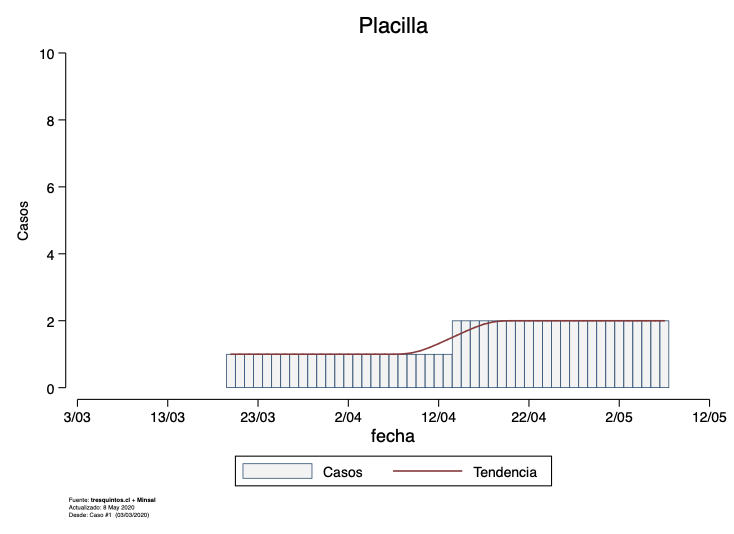 Placilla
10
8
6
4
2
0
Casos
3/03 13/03 23/03 2/04 12/04 22/04 2/05 12/05
fecha
Casos Tendencia
Fuente: tresquintos.cl + Minsal
Actualizado: 8 May 2020
Desde: Caso #1 (03/03/2020)